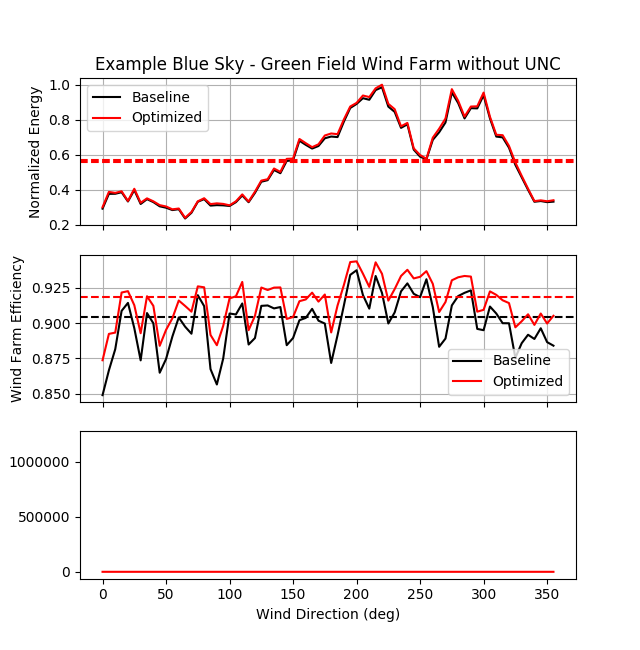 Example Blue Sky - Green Field Wind Farm without UNC
Normalized Energy
1.0
0.8
0.6
0.4
0.2
Baseline
Optimized
Wind Farm Efficiency
0.925
0.900
0.875
0.850
Baseline
Optimized
1000000
500000
0
0 50 100 150 200 250 300 350
Wind Direction (deg)